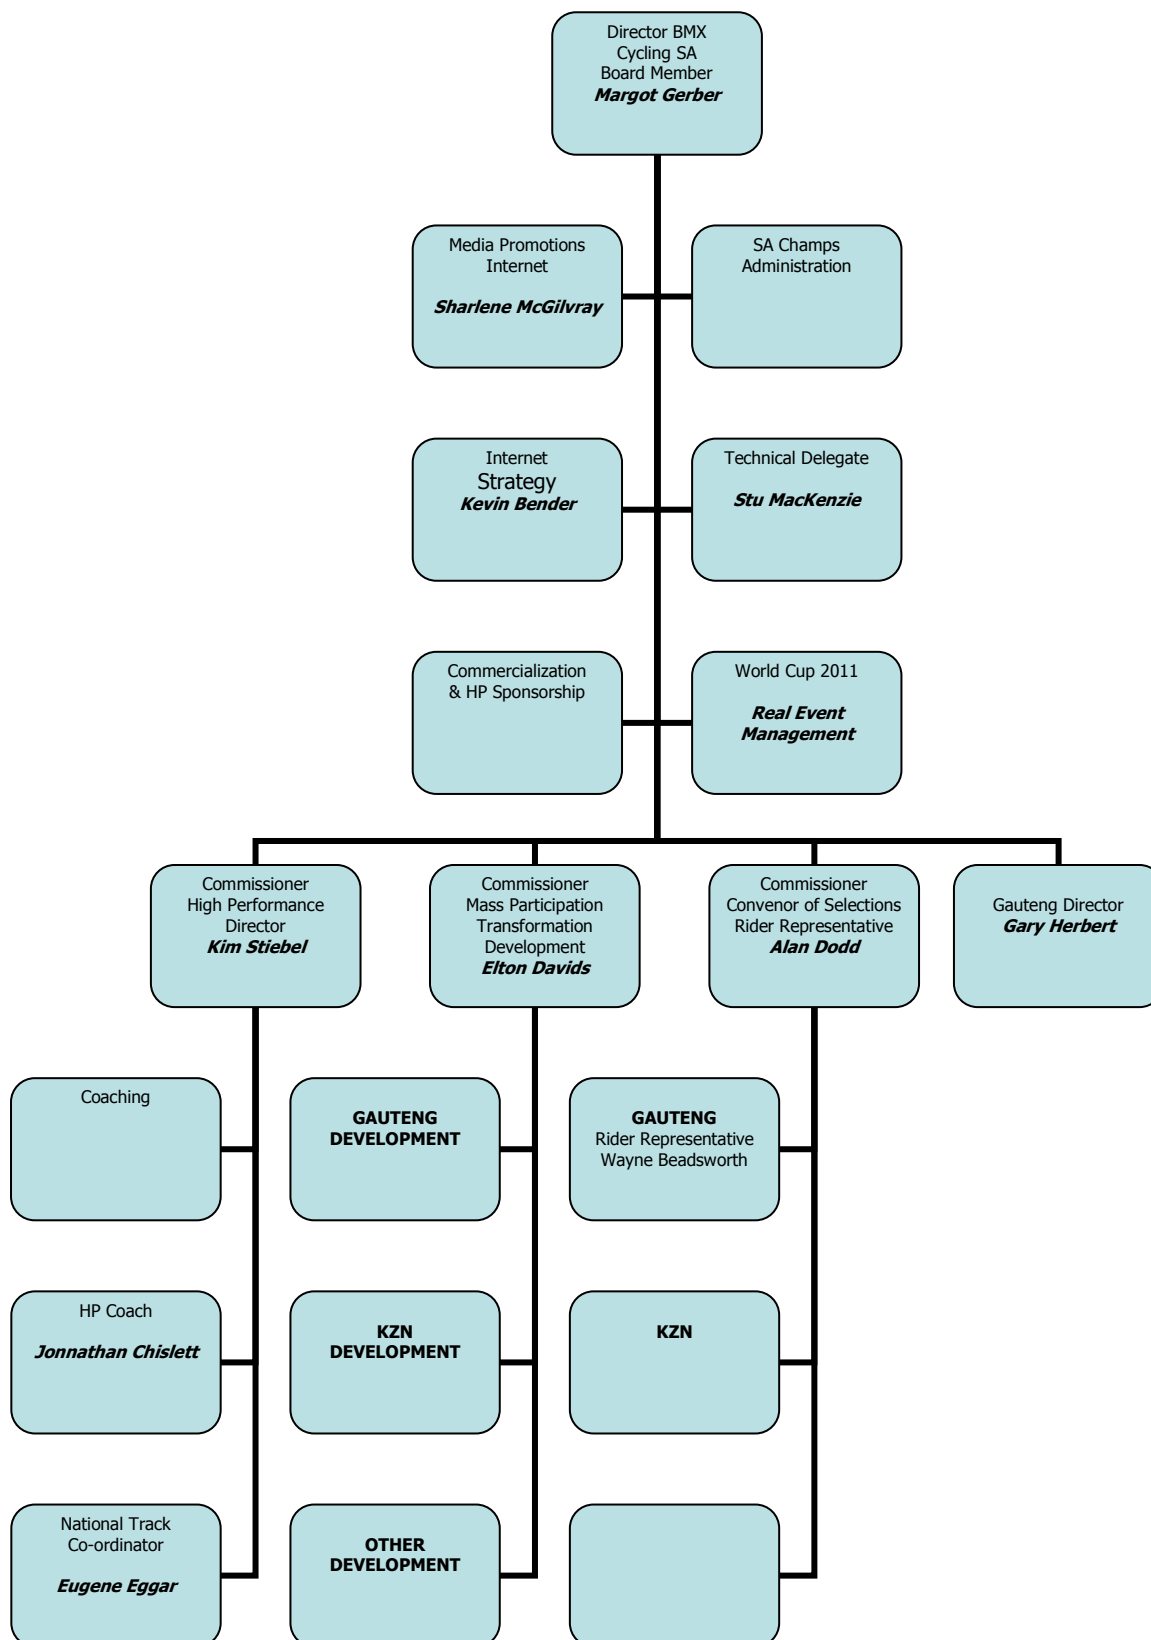 Director BMX
Cycling SA
Board Member
Margot Gerber
Media Promotions
Internet
Sharlene McGilvray
SA Champs
Administration
Internet
Strategy
Kevin Bender
Technical Delegate
Stu MacKenzie
Commercialization
& HP Sponsorship
World Cup 2011
Real Event
Management
Commissioner
High Performance
Director
Kim Stiebel
Commissioner
Mass Participation
Transformation
Development
Elton Davids
Commissioner
Convenor of Selections
Rider Representative
Alan Dodd
Gauteng Director
Gary Herbert
Coaching
GAUTENG
DEVELOPMENT
GAUTENG
Rider Representative
Wayne Beadsworth
HP Coach
Jonnathan Chislett
KZN
DEVELOPMENT
KZN
National Track
Co-ordinator
Eugene Eggar
OTHER
DEVELOPMENT